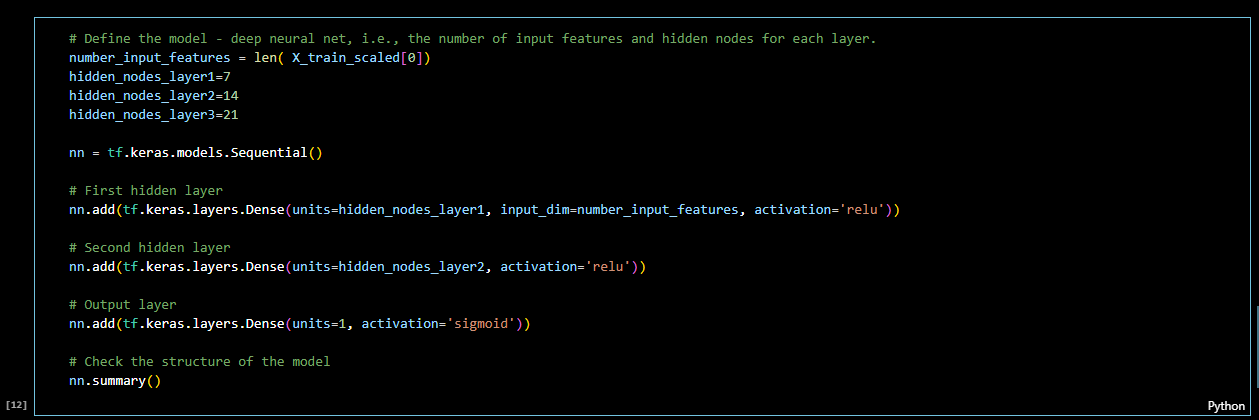 # Define the model - deep neural net, i.e., the number of input features and hidden nodes for each layer.
number_input_features = len( X_train_scaled[0])
hidden_nodes_layer1=7
hidden_nodes_layer2=14
hidden_nodes_layer3=21
nn = tf.keras.models.Sequential()
# First hidden layer
nn.add(tf.keras.layers.Dense(units=hidden_nodes_layer1, input_dim=number_input_features, activation='relu'))
# Second hidden layer
nn.add(tf.keras.layers.Dense(units=hidden_nodes_layer2, activation='relu'))
# Output layer
nn.add(tf.keras.layers.Dense(units=1, activation='sigmoid'))
# Check the structure of the model
nn.summary()
[12]
Python